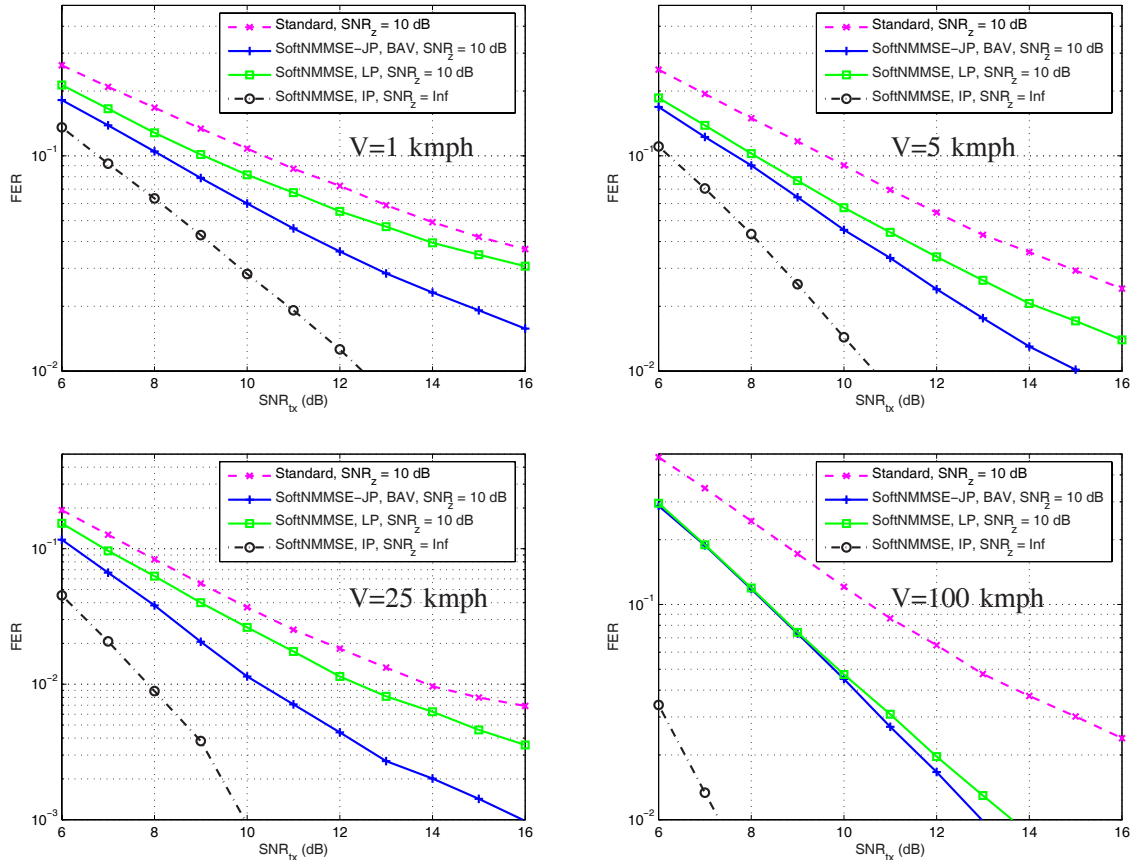 Standard, SNR_z = 10 dB
SoftNMMSE-JP, BAV, SNR_z = 10 dB
SoftNMMSE, LP, SNR_z = 10 dB
SoftNMMSE, IP, SNR_z = Inf
V=1 kmph
FER
10^-1
10^-2
6 8 10 12 14 16
SNR_tx (dB)
Standard, SNR_z = 10 dB
SoftNMMSE-JP, BAV, SNR_z = 10 dB
SoftNMMSE, LP, SNR_z = 10 dB
SoftNMMSE, IP, SNR_z = Inf
V=5 kmph
FER
10^-1
10^-2
6 8 10 12 14 16
SNR_tx (dB)
Standard, SNR_z = 10 dB
SoftNMMSE-JP, BAV, SNR_z = 10 dB
SoftNMMSE, LP, SNR_z = 10 dB
SoftNMMSE, IP, SNR_z = Inf
V=25 kmph
FER
10^-1
10^-2
10^-3
6 8 10 12 14 16
SNR_tx (dB)
Standard, SNR_z = 10 dB
SoftNMMSE-JP, BAV, SNR_z = 10 dB
SoftNMMSE, LP, SNR_z = 10 dB
SoftNMMSE, IP, SNR_z = Inf
V=100 kmph
FER
10^-1
10^-2
6 8 10 12 14 16
SNR_tx (dB)